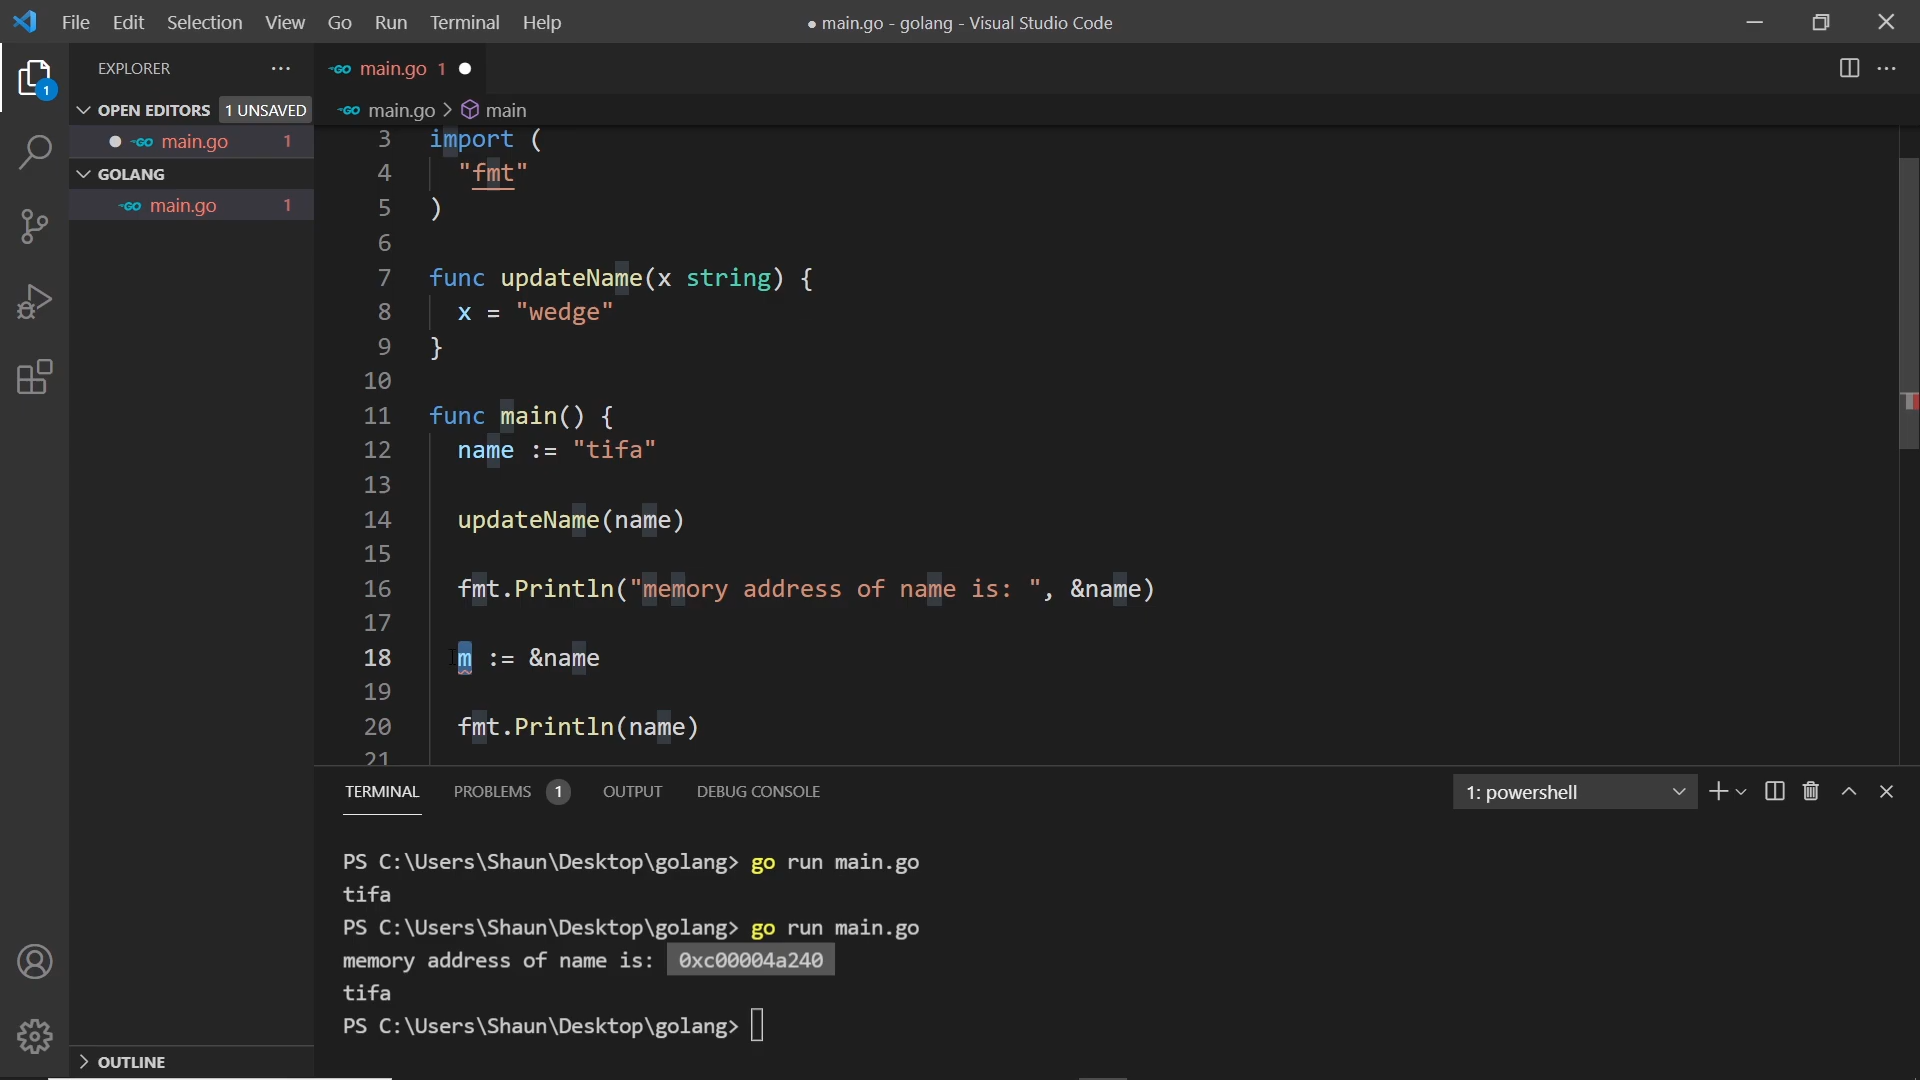 File Edit Selection View Go Run Terminal Help
● main.go - golang - Visual Studio Code
EXPLORER
GO main.go 1
1
OPEN EDITORS 1 UNSAVED
GO main.go > main
GO main.go 1
GOLANG
GO main.go 1
3 import (
4 "fmt"
5 )
6
7 func updateName(x string) {
8 x = "wedge"
9 }
10
11 func main() {
12 name := "tifa"
13
14 updateName(name)
15
16 fmt.Println("memory address of name is: ", &name)
17
18 m := &name
19
20 fmt.Println(name)
21
TERMINAL PROBLEMS 1 OUTPUT DEBUG CONSOLE 1: powershell
PS C:\Users\Shaun\Desktop\golang> go run main.go
tifa
PS C:\Users\Shaun\Desktop\golang> go run main.go
memory address of name is: 0xc00004a240
tifa
PS C:\Users\Shaun\Desktop\golang>
OUTLINE